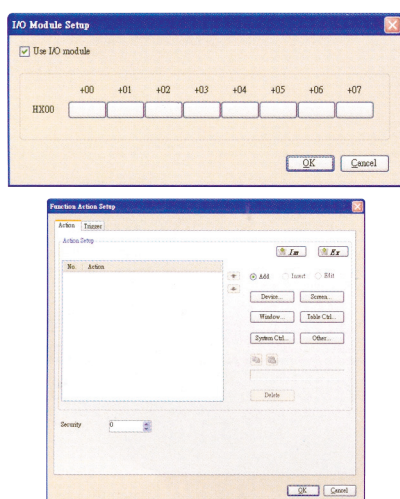 I/O Module Setup
Use I/O module
+00 +01 +02 +03 +04 +05 +06 +07
HX00
OK Cancel
Function Action Setup
Action Trigger
Action Setup
Im Ex
No. Action
Add Insert Edit
Device... Screen...
Window... Table Ctrl...
System Ctrl... Other...
Delete
Security 0
OK Cancel